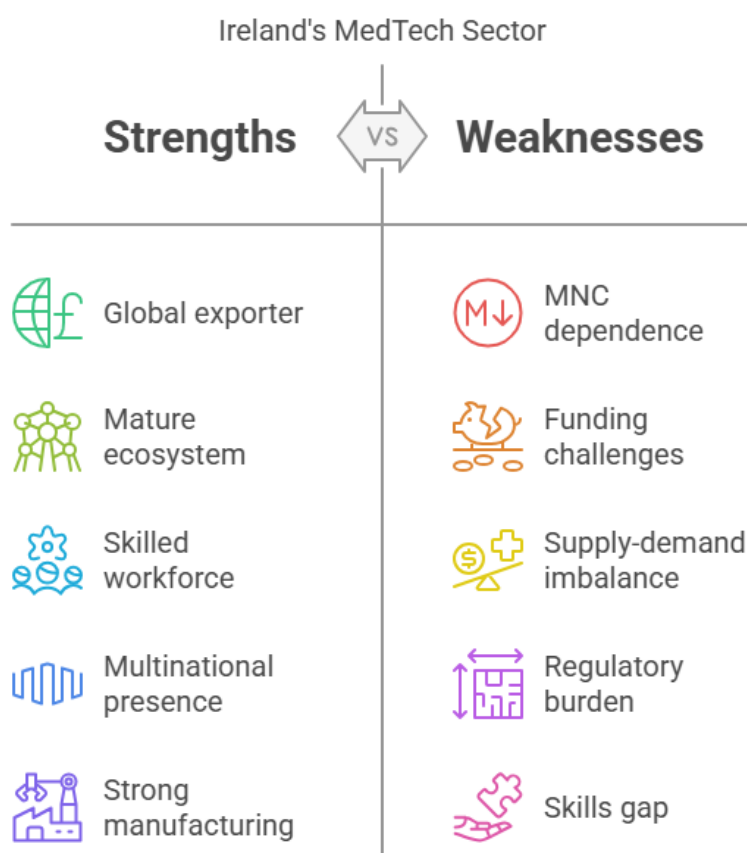 Ireland's MedTech Sector
Strengths
VS
Weaknesses
Global exporter
MNC
dependence
Mature
ecosystem
Funding
challenges
Skilled
workforce
Supply-demand
imbalance
Multinational
presence
Regulatory
burden
Strong
manufacturing
Skills gap